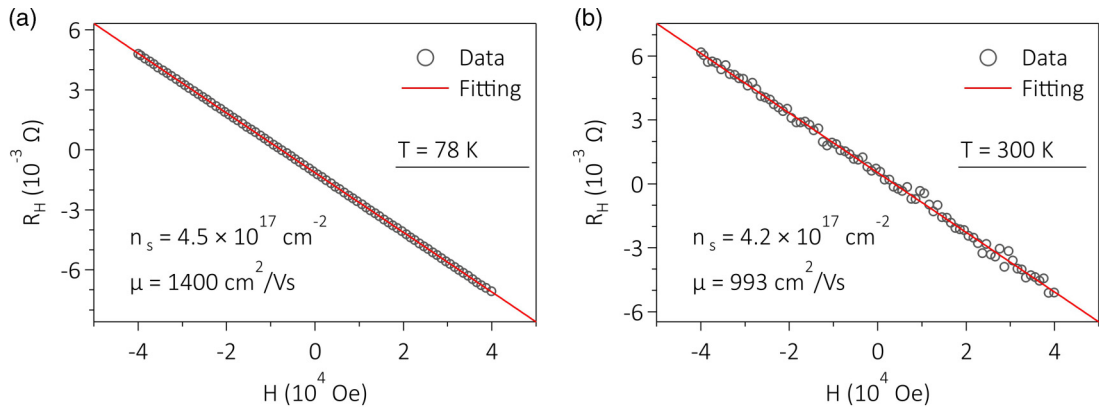 (a)
6
3
0
-3
-6
R_H (10^-3 Ω)
Data
Fitting
T = 78 K
n_s = 4.5 × 10^17 cm^-2
μ = 1400 cm^2/Vs
-4 -2 0 2 4
H (10^4 Oe)
(b)
6
3
0
-3
-6
R_H (10^-3 Ω)
Data
Fitting
T = 300 K
n_s = 4.2 × 10^17 cm^-2
μ = 993 cm^2/Vs
-4 -2 0 2 4
H (10^4 Oe)